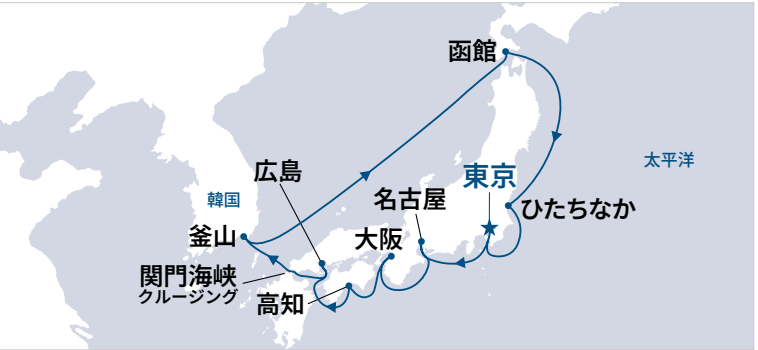 函館
太平洋
広島
東京
韓国
名古屋
ひたちなか
釜山
大阪
関門海峡
クルージング
高知